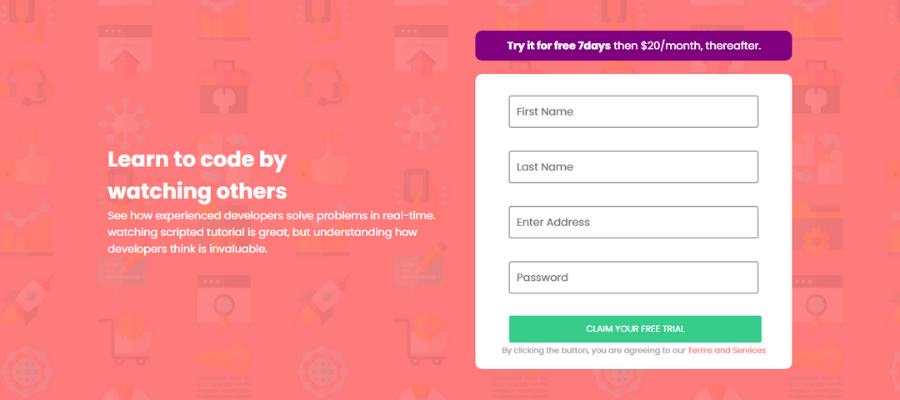 Learn to code by
watching others
See how experienced developers solve problems in real-time.
watching scripted tutorial is great, but understanding how
developers think is invaluable.
Try it for free 7days then $20/month, thereafter.
First Name
Last Name
Enter Address
Password
CLAIM YOUR FREE TRIAL
By clicking the button, you are agreeing to our Terms and Services